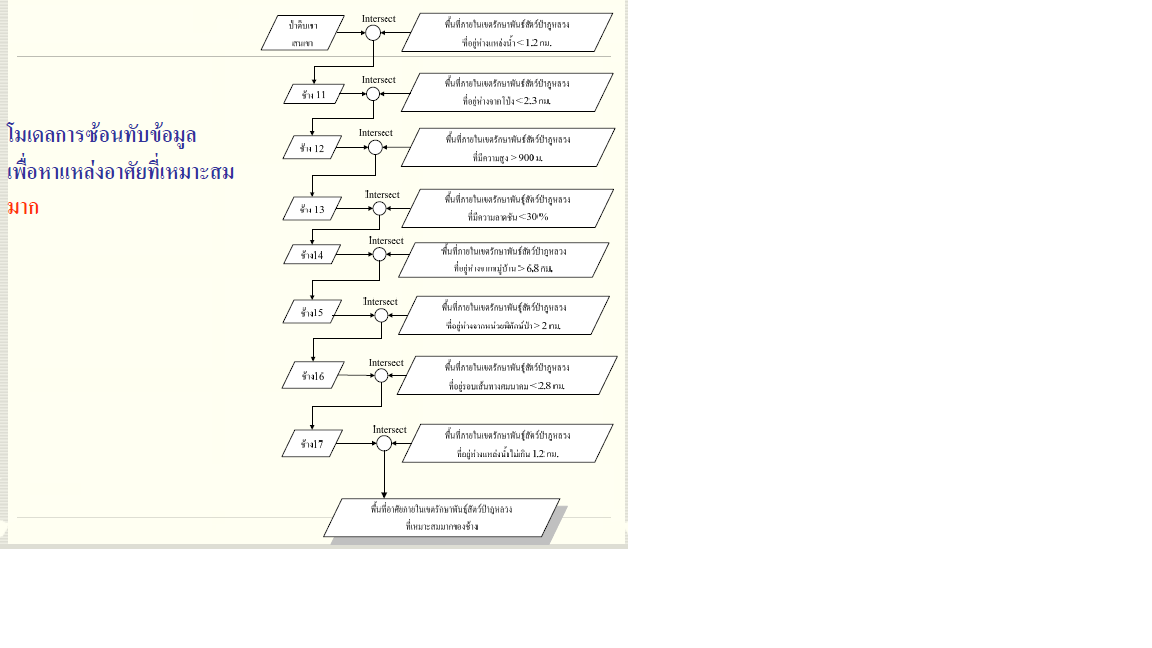 ป่าดิบเขา
สนเขา
Intersect
พื้นที่ภายในเขตรักษาพันธุ์สัตว์ป่าภูหลวง
ที่อยู่ห่างแหล่งน้ำ < 1.2 กม.
ช้าง 11
Intersect
พื้นที่ภายในเขตรักษาพันธุ์สัตว์ป่าภูหลวง
ที่อยู่ห่างจากโป่ง < 2.3 กม.
โมเดลการซ้อนทับข้อมูล
เพื่อหาแหล่งอาศัยที่เหมาะสม
มาก
ช้าง 12
Intersect
พื้นที่ภายในเขตรักษาพันธุ์สัตว์ป่าภูหลวง
ที่มีความสูง > 900 ม.
ช้าง 13
Intersect
พื้นที่ภายในเขตรักษาพันธุ์สัตว์ป่าภูหลวง
ที่มีความลาดชัน < 30%
ช้าง14
Intersect
พื้นที่ภายในเขตรักษาพันธุ์สัตว์ป่าภูหลวง
ที่อยู่ห่างจากหมู่บ้าน > 6.8 กม.
ช้าง15
Intersect
พื้นที่ภายในเขตรักษาพันธุ์สัตว์ป่าภูหลวง
ที่อยู่ห่างจากหน่วยพิทักษ์ป่า > 2 กม.
ช้าง16
Intersect
พื้นที่ภายในเขตรักษาพันธุ์สัตว์ป่าภูหลวง
ที่อยู่รอบเส้นทางคมนาคม < 2.8 กม.
ช้าง17
Intersect
พื้นที่ภายในเขตรักษาพันธุ์สัตว์ป่าภูหลวง
ที่อยู่ห่างแหล่งน้ำไม่เกิน 1.2 กม.
พื้นที่อาศัยภายในเขตรักษาพันธุ์สัตว์ป่าภูหลวง
ที่เหมาะสมมากของช้าง